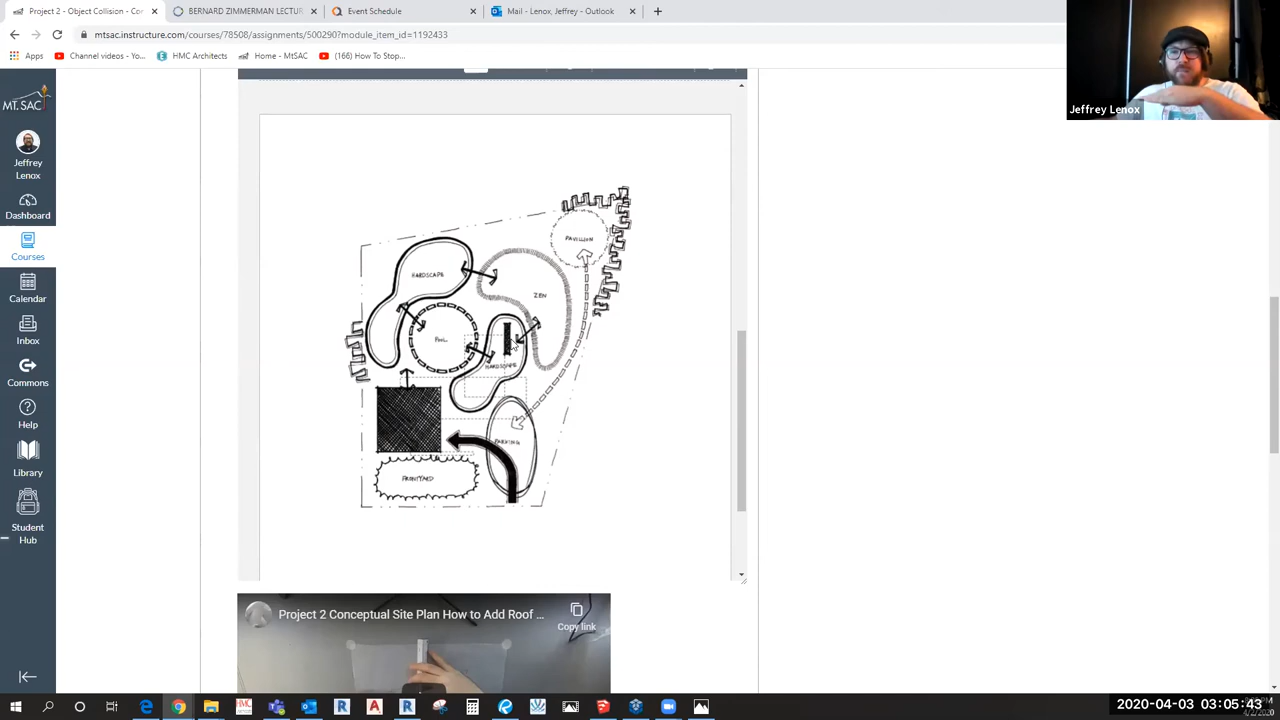 Project 2 - Object Collision - Cor
BERNARD ZIMMERMAN LECTUR
Event Schedule
Mail - Lenox, Jeffrey - Outlook
mtsac.instructure.com/courses/78508/assignments/500290?module_item_id=1192433
Apps
Channel videos - Yo...
HMC Architects
Home - MtSAC
(166) How To Stop...
Jeffrey Lenox
MT. SAC
Jeffrey
Lenox
Dashboard
Courses
Calendar
Inbox
Help
Library
Student
Hub
PAVILLION
HARDSCAPE
ZEN
POOL
HARDSCAPE
PARKING
FRONTYARD
Project 2 Conceptual Site Plan How to Add Roof ...
Copy link
HMC
2020-04-03 03:05:43